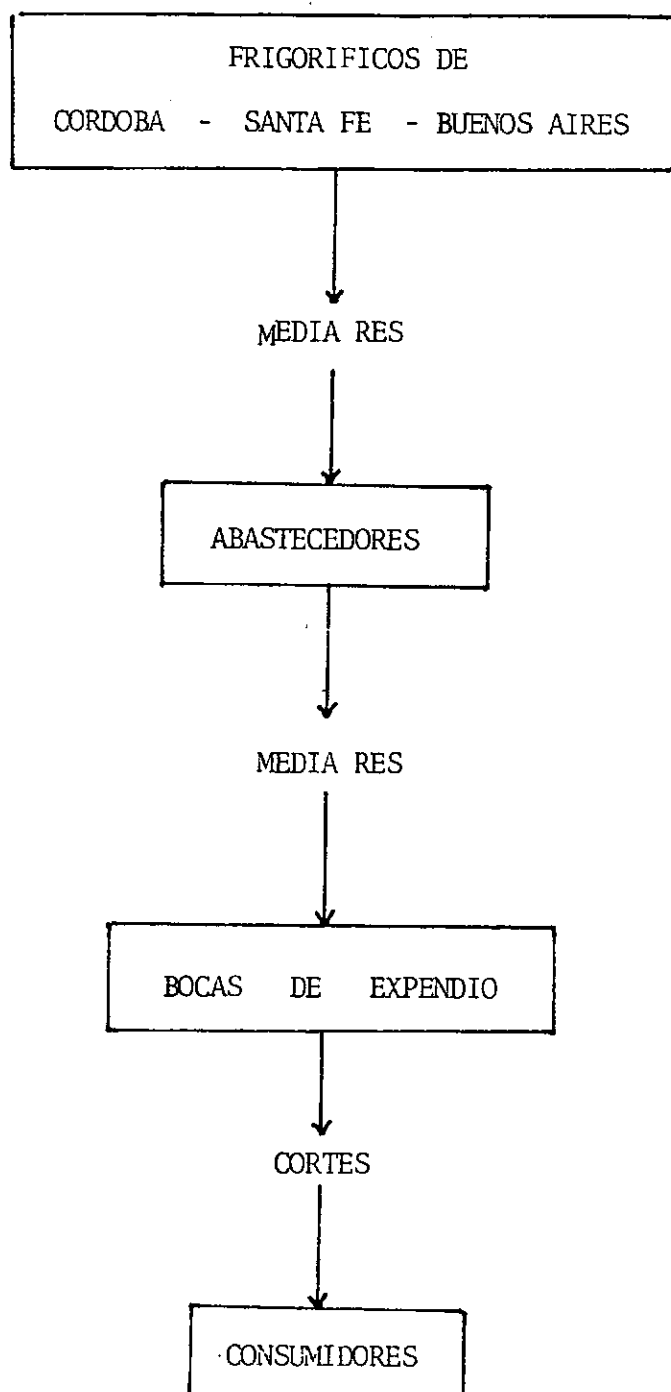 FRIGORIFICOS DE
CORDOBA - SANTA FE - BUENOS AIRES
MEDIA RES
ABASTECEDORES
MEDIA RES
BOCAS DE EXPENDIO
CORTES
CONSUMIDORES